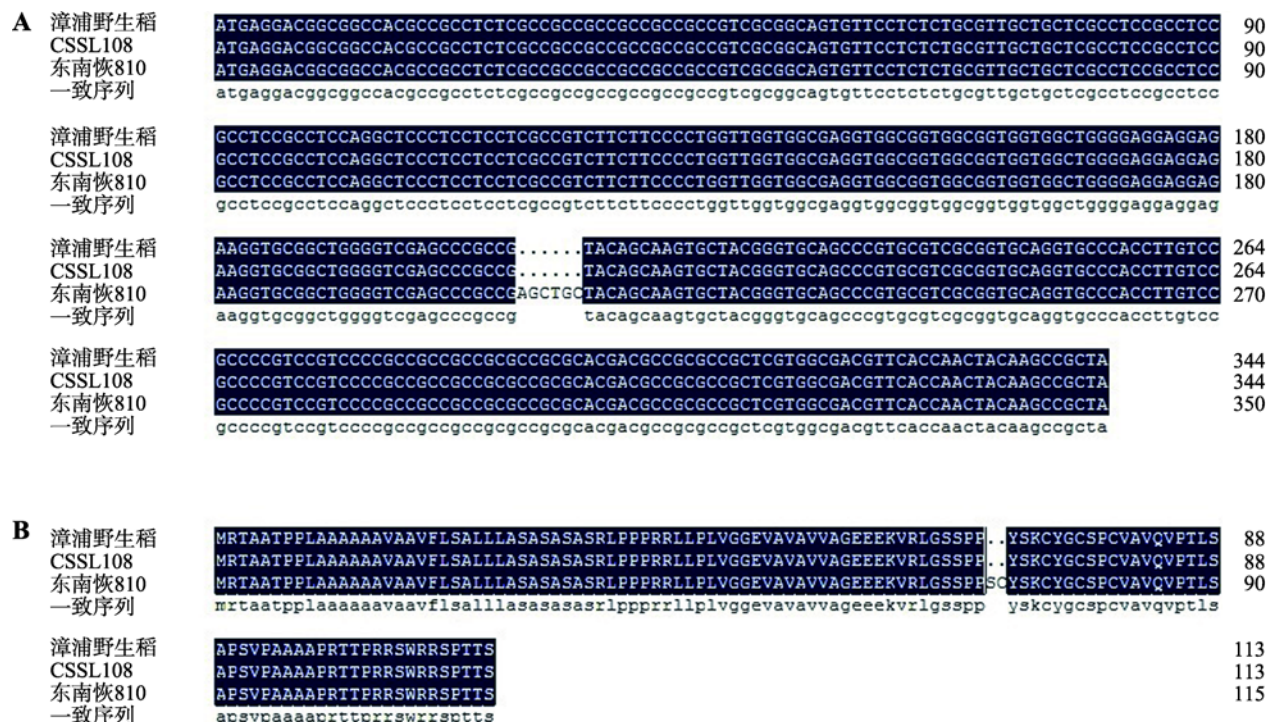 A 漳浦野生稻 ATGAGGACGGCGGCCACGCCGCCTCTCGCCGCCGCCGCCGCCGCCGTCGCGGCAGTGTTCCTCTCTGCGTTGCTGCTCGCCTCCGCCTCC 90
CSSL108 ATGAGGACGGCGGCCACGCCGCCTCTCGCCGCCGCCGCCGCCGCCGTCGCGGCAGTGTTCCTCTCTGCGTTGCTGCTCGCCTCCGCCTCC 90
东南恢810 ATGAGGACGGCGGCCACGCCGCCTCTCGCCGCCGCCGCCGCCGCCGTCGCGGCAGTGTTCCTCTCTGCGTTGCTGCTCGCCTCCGCCTCC 90
一致序列 atgaggacggcggccacgccgcctctcgccgccgccgccgccgccgtcgcggcagtgttcctctctgcgttgctgctcgcctccgcctcc
漳浦野生稻 GCCTCCGCCTCCAGGCTCCCTCCTCCTCGCCGTCTTCTTCCCCTGGTTGGTGGCGAGGTGGCGGTGGCGGTGGTGGCTGGGGAGGAGGAG 180
CSSL108 GCCTCCGCCTCCAGGCTCCCTCCTCCTCGCCGTCTTCTTCCCCTGGTTGGTGGCGAGGTGGCGGTGGCGGTGGTGGCTGGGGAGGAGGAG 180
东南恢810 GCCTCCGCCTCCAGGCTCCCTCCTCCTCGCCGTCTTCTTCCCCTGGTTGGTGGCGAGGTGGCGGTGGCGGTGGTGGCTGGGGAGGAGGAG 180
一致序列 gcctccgcctccaggctccctcctcctcgccgtcttcttcccctggttggtggcgaggtggcggtggcggtggtggctggggaggaggag
漳浦野生稻 AAGGTGCGGCTGGGGTCGAGCCCGCCG......TACAGCAAGTGCTACGGGTGCAGCCCGTGCGTCGCGGTGCAGGTGCCCACCTTGTCC 264
CSSL108 AAGGTGCGGCTGGGGTCGAGCCCGCCG......TACAGCAAGTGCTACGGGTGCAGCCCGTGCGTCGCGGTGCAGGTGCCCACCTTGTCC 264
东南恢810 AAGGTGCGGCTGGGGTCGAGCCCGCCGAGCTGCTACAGCAAGTGCTACGGGTGCAGCCCGTGCGTCGCGGTGCAGGTGCCCACCTTGTCC 270
一致序列 aaggtgcggctggggtcgagcccgccg      tacagcaagtgctacgggtgcagcccgtgcgtcgcggtgcaggtgcccaccttgtcc
漳浦野生稻 GCCCCGTCCGTCCCCGCCGCCGCCGCGCCGCGCACGACGCCGCGCCGCTCGTGGCGACGTTCACCAACTACAAGCCGCTA 344
CSSL108 GCCCCGTCCGTCCCCGCCGCCGCCGCGCCGCGCACGACGCCGCGCCGCTCGTGGCGACGTTCACCAACTACAAGCCGCTA 344
东南恢810 GCCCCGTCCGTCCCCGCCGCCGCCGCGCCGCGCACGACGCCGCGCCGCTCGTGGCGACGTTCACCAACTACAAGCCGCTA 350
一致序列 gccccgtccgtccccgccgccgccgcgccgcgcacgacgccgcgccgctcgtggcgacgttcaccaactacaagccgcta
B 漳浦野生稻 MRTAATPPLAAAAAAVAAVFLSALLLASASASASRLPPPRRLLPLVGGEVAVAVVAGEEEKVRLGSSPP..YSKCYGCSPCVAVQVPTLS 88
CSSL108 MRTAATPPLAAAAAAVAAVFLSALLLASASASASRLPPPRRLLPLVGGEVAVAVVAGEEEKVRLGSSPP..YSKCYGCSPCVAVQVPTLS 88
东南恢810 MRTAATPPLAAAAAAVAAVFLSALLLASASASASRLPPPRRLLPLVGGEVAVAVVAGEEEKVRLGSSPPSCYSKCYGCSPCVAVQVPTLS 90
一致序列 mrtaatpplaaaaaavaavflsalllasasasasrlppprrllplvggevavavvageeekvrlgsspp  yskcygcspcvavqvptls
漳浦野生稻 APSVPAAAAPRTTPRRSWRRSPTTS 113
CSSL108 APSVPAAAAPRTTPRRSWRRSPTTS 113
东南恢810 APSVPAAAAPRTTPRRSWRRSPTTS 115
一致序列 apsvpaaaaprttprrswrrsptts